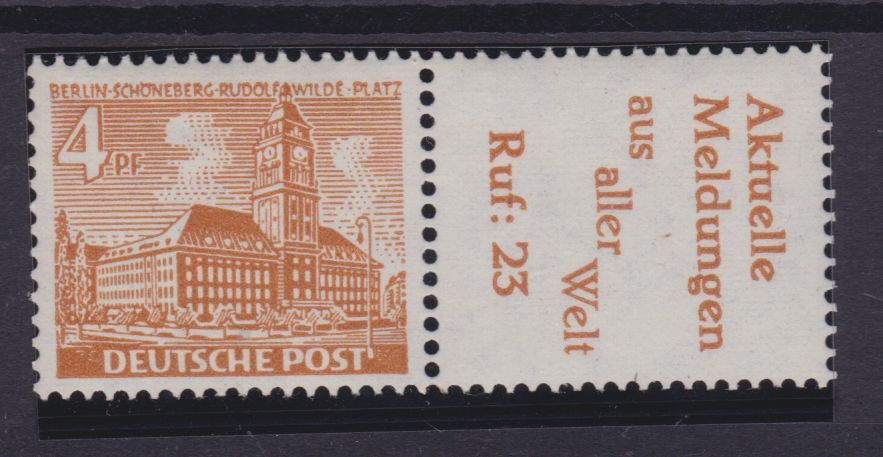 BERLIN-SCHÖNEBERG-RUDOLF-WILDE-PLATZ
4 PF
DEUTSCHE POST
Aktuelle
Meldungen
aus
aller Welt
Ruf: 23